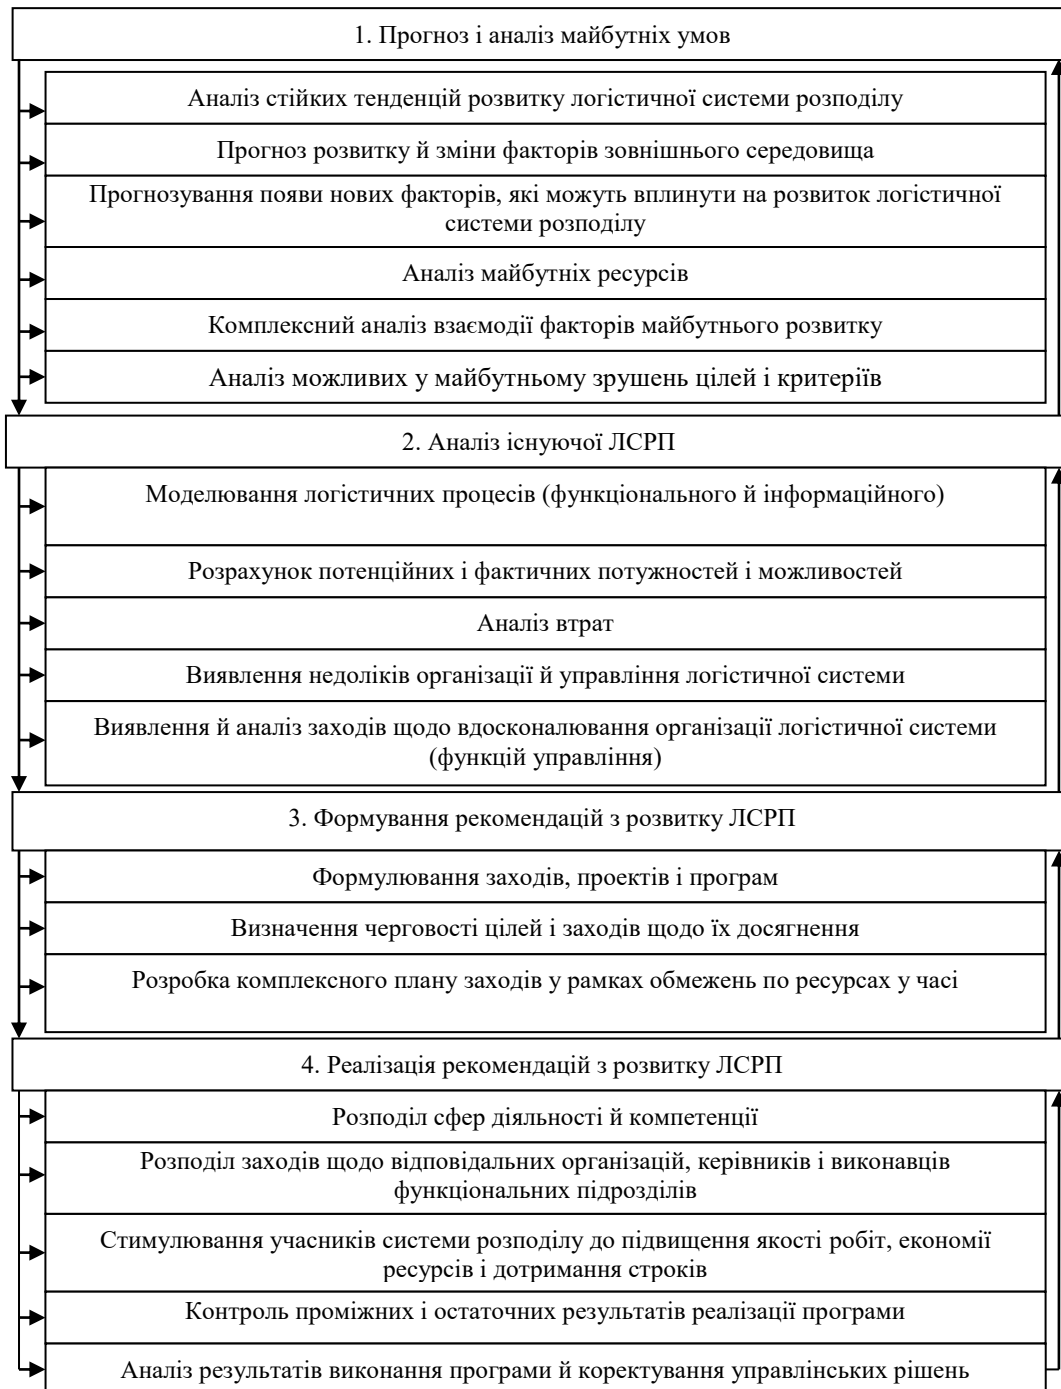 1. Прогноз і аналіз майбутніх умов
Аналіз стійких тенденцій розвитку логістичної системи розподілу
Прогноз розвитку й зміни факторів зовнішнього середовища
Прогнозування появи нових факторів, які можуть вплинути на розвиток логістичної
системи розподілу
Аналіз майбутніх ресурсів
Комплексний аналіз взаємодії факторів майбутнього розвитку
Аналіз можливих у майбутньому зрушень цілей і критеріїв
2. Аналіз існуючої ЛСРП
Моделювання логістичних процесів (функціонального й інформаційного)
Розрахунок потенційних і фактичних потужностей і можливостей
Аналіз втрат
Виявлення недоліків організації й управління логістичної системи
Виявлення й аналіз заходів щодо вдосконалювання організації логістичної системи
(функцій управління)
3. Формування рекомендацій з розвитку ЛСРП
Формулювання заходів, проектів і програм
Визначення черговості цілей і заходів щодо їх досягнення
Розробка комплексного плану заходів у рамках обмежень по ресурсах у часі
4. Реалізація рекомендацій з розвитку ЛСРП
Розподіл сфер діяльності й компетенції
Розподіл заходів щодо відповідальних організацій, керівників і виконавців
функціональних підрозділів
Стимулювання учасників системи розподілу до підвищення якості робіт, економії
ресурсів і дотримання строків
Контроль проміжних і остаточних результатів реалізації програми
Аналіз результатів виконання програми й коректування управлінських рішень